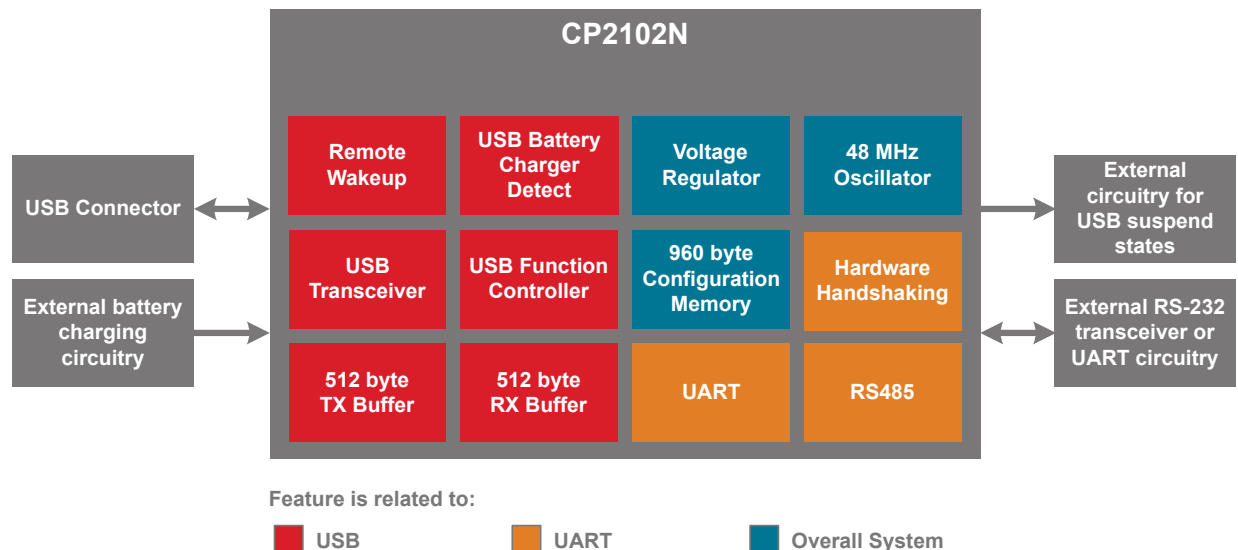 CP2102N
Remote
Wakeup
USB Battery
Charger
Detect
Voltage
Regulator
48 MHz
Oscillator
USB Connector
External
circuitry for
USB suspend
states
USB
Transceiver
USB Function
Controller
960 byte
Configuration
Memory
Hardware
Handshaking
External battery
charging
circuitry
External RS-232
transceiver or
UART circuitry
512 byte
TX Buffer
512 byte
RX Buffer
UART
RS485
Feature is related to:
USB
UART
Overall System